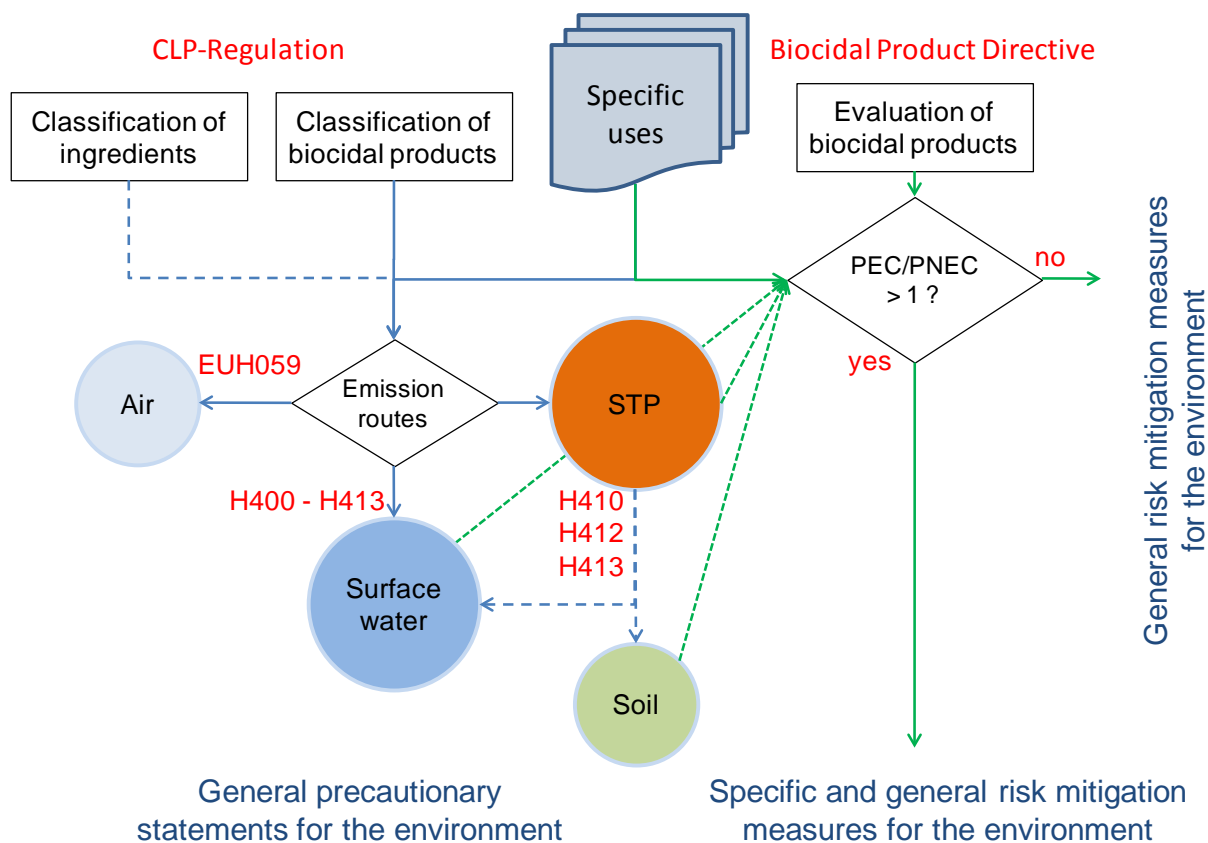 CLP-Regulation
Biocidal Product Directive
Classification of
ingredients
Classification of
biocidal products
Specific
uses
Evaluation of
biocidal products
PEC/PNEC
> 1 ?
no
yes
EUH059
Air
Emission
routes
STP
H400 - H413
H410
H412
H413
Surface
water
Soil
General risk mitigation measures
for the environment
General precautionary
statements for the environment
Specific and general risk mitigation
measures for the environment